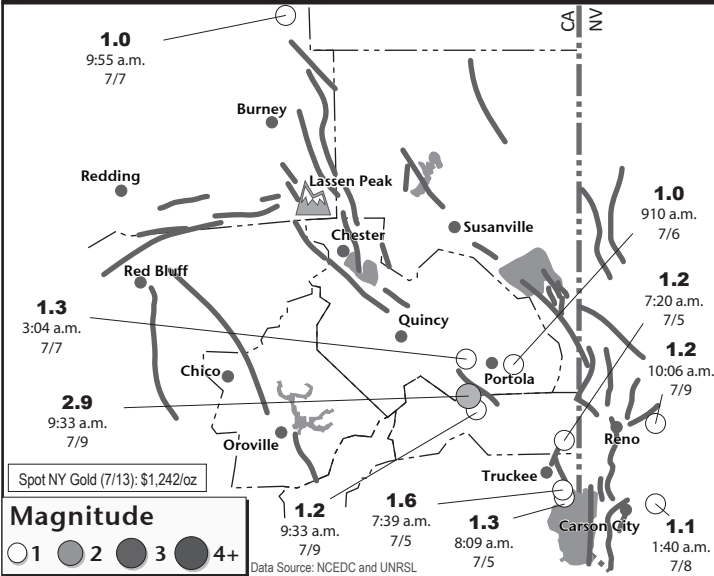 CA
NV
1.0
9:55 a.m.
7/7
Burney
Redding
Lassen Peak
1.0
910 a.m.
7/6
Chester
Susanville
Red Bluff
1.2
7:20 a.m.
7/5
1.3
3:04 a.m.
7/7
Quincy
1.2
10:06 a.m.
7/9
Chico
Portola
2.9
9:33 a.m.
7/9
Oroville
Reno
Truckee
Spot NY Gold (7/13): $1,242/oz
1.2
9:33 a.m.
7/9
1.6
7:39 a.m.
7/5
1.3
8:09 a.m.
7/5
Carson City
1.1
1:40 a.m.
7/8
Magnitude
1 2 3 4+
Data Source: NCEDC and UNRSL